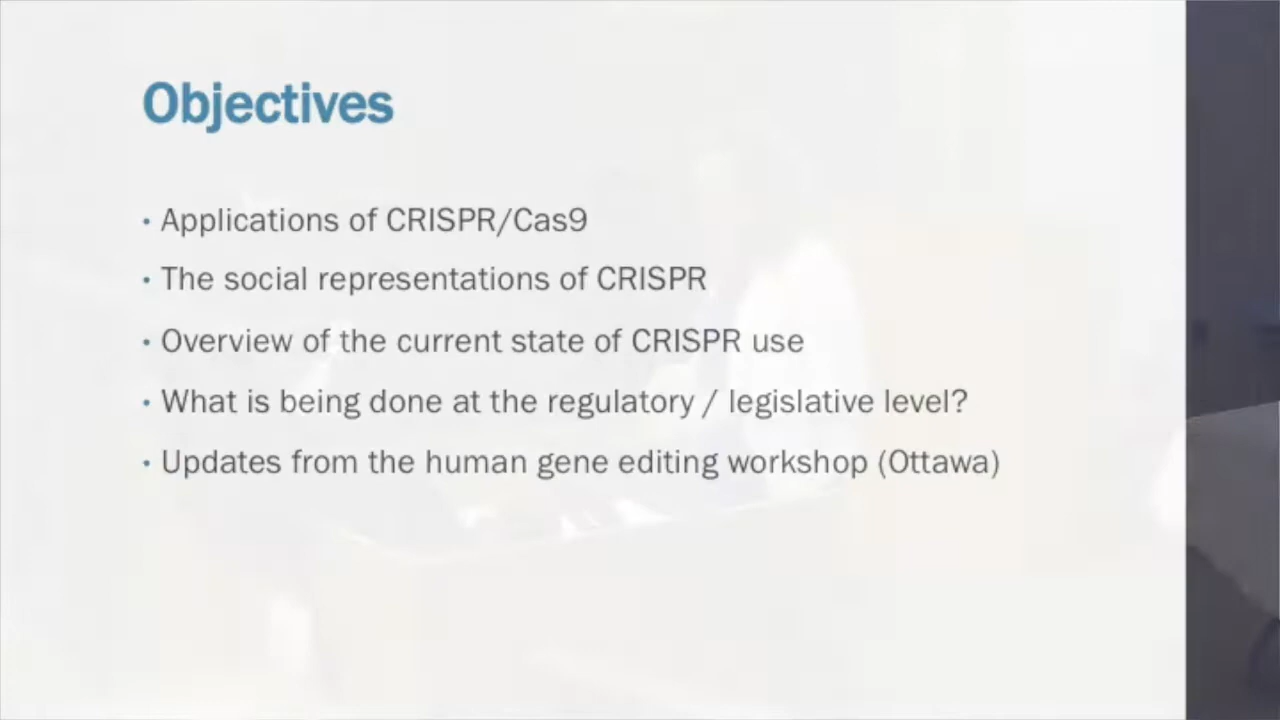 Objectives
• Applications of CRISPR/Cas9
• The social representations of CRISPR
• Overview of the current state of CRISPR use
• What is being done at the regulatory / legislative level?
• Updates from the human gene editing workshop (Ottawa)